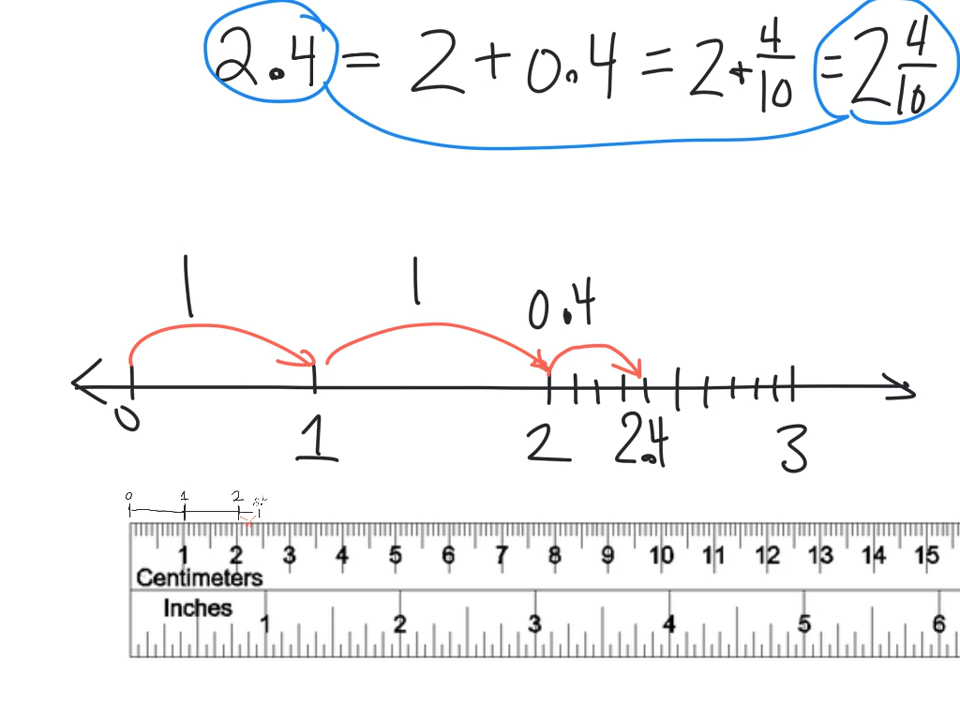 2.4 = 2 + 0.4 = 2 + 4/10 = 2 4/10
1 1 0.4
0 1 2 2.4 3
0 1 2
1 2 3 4 5 6 7 8 9 10 11 12 13 14 15
Centimeters
Inches
1 2 3 4 5 6